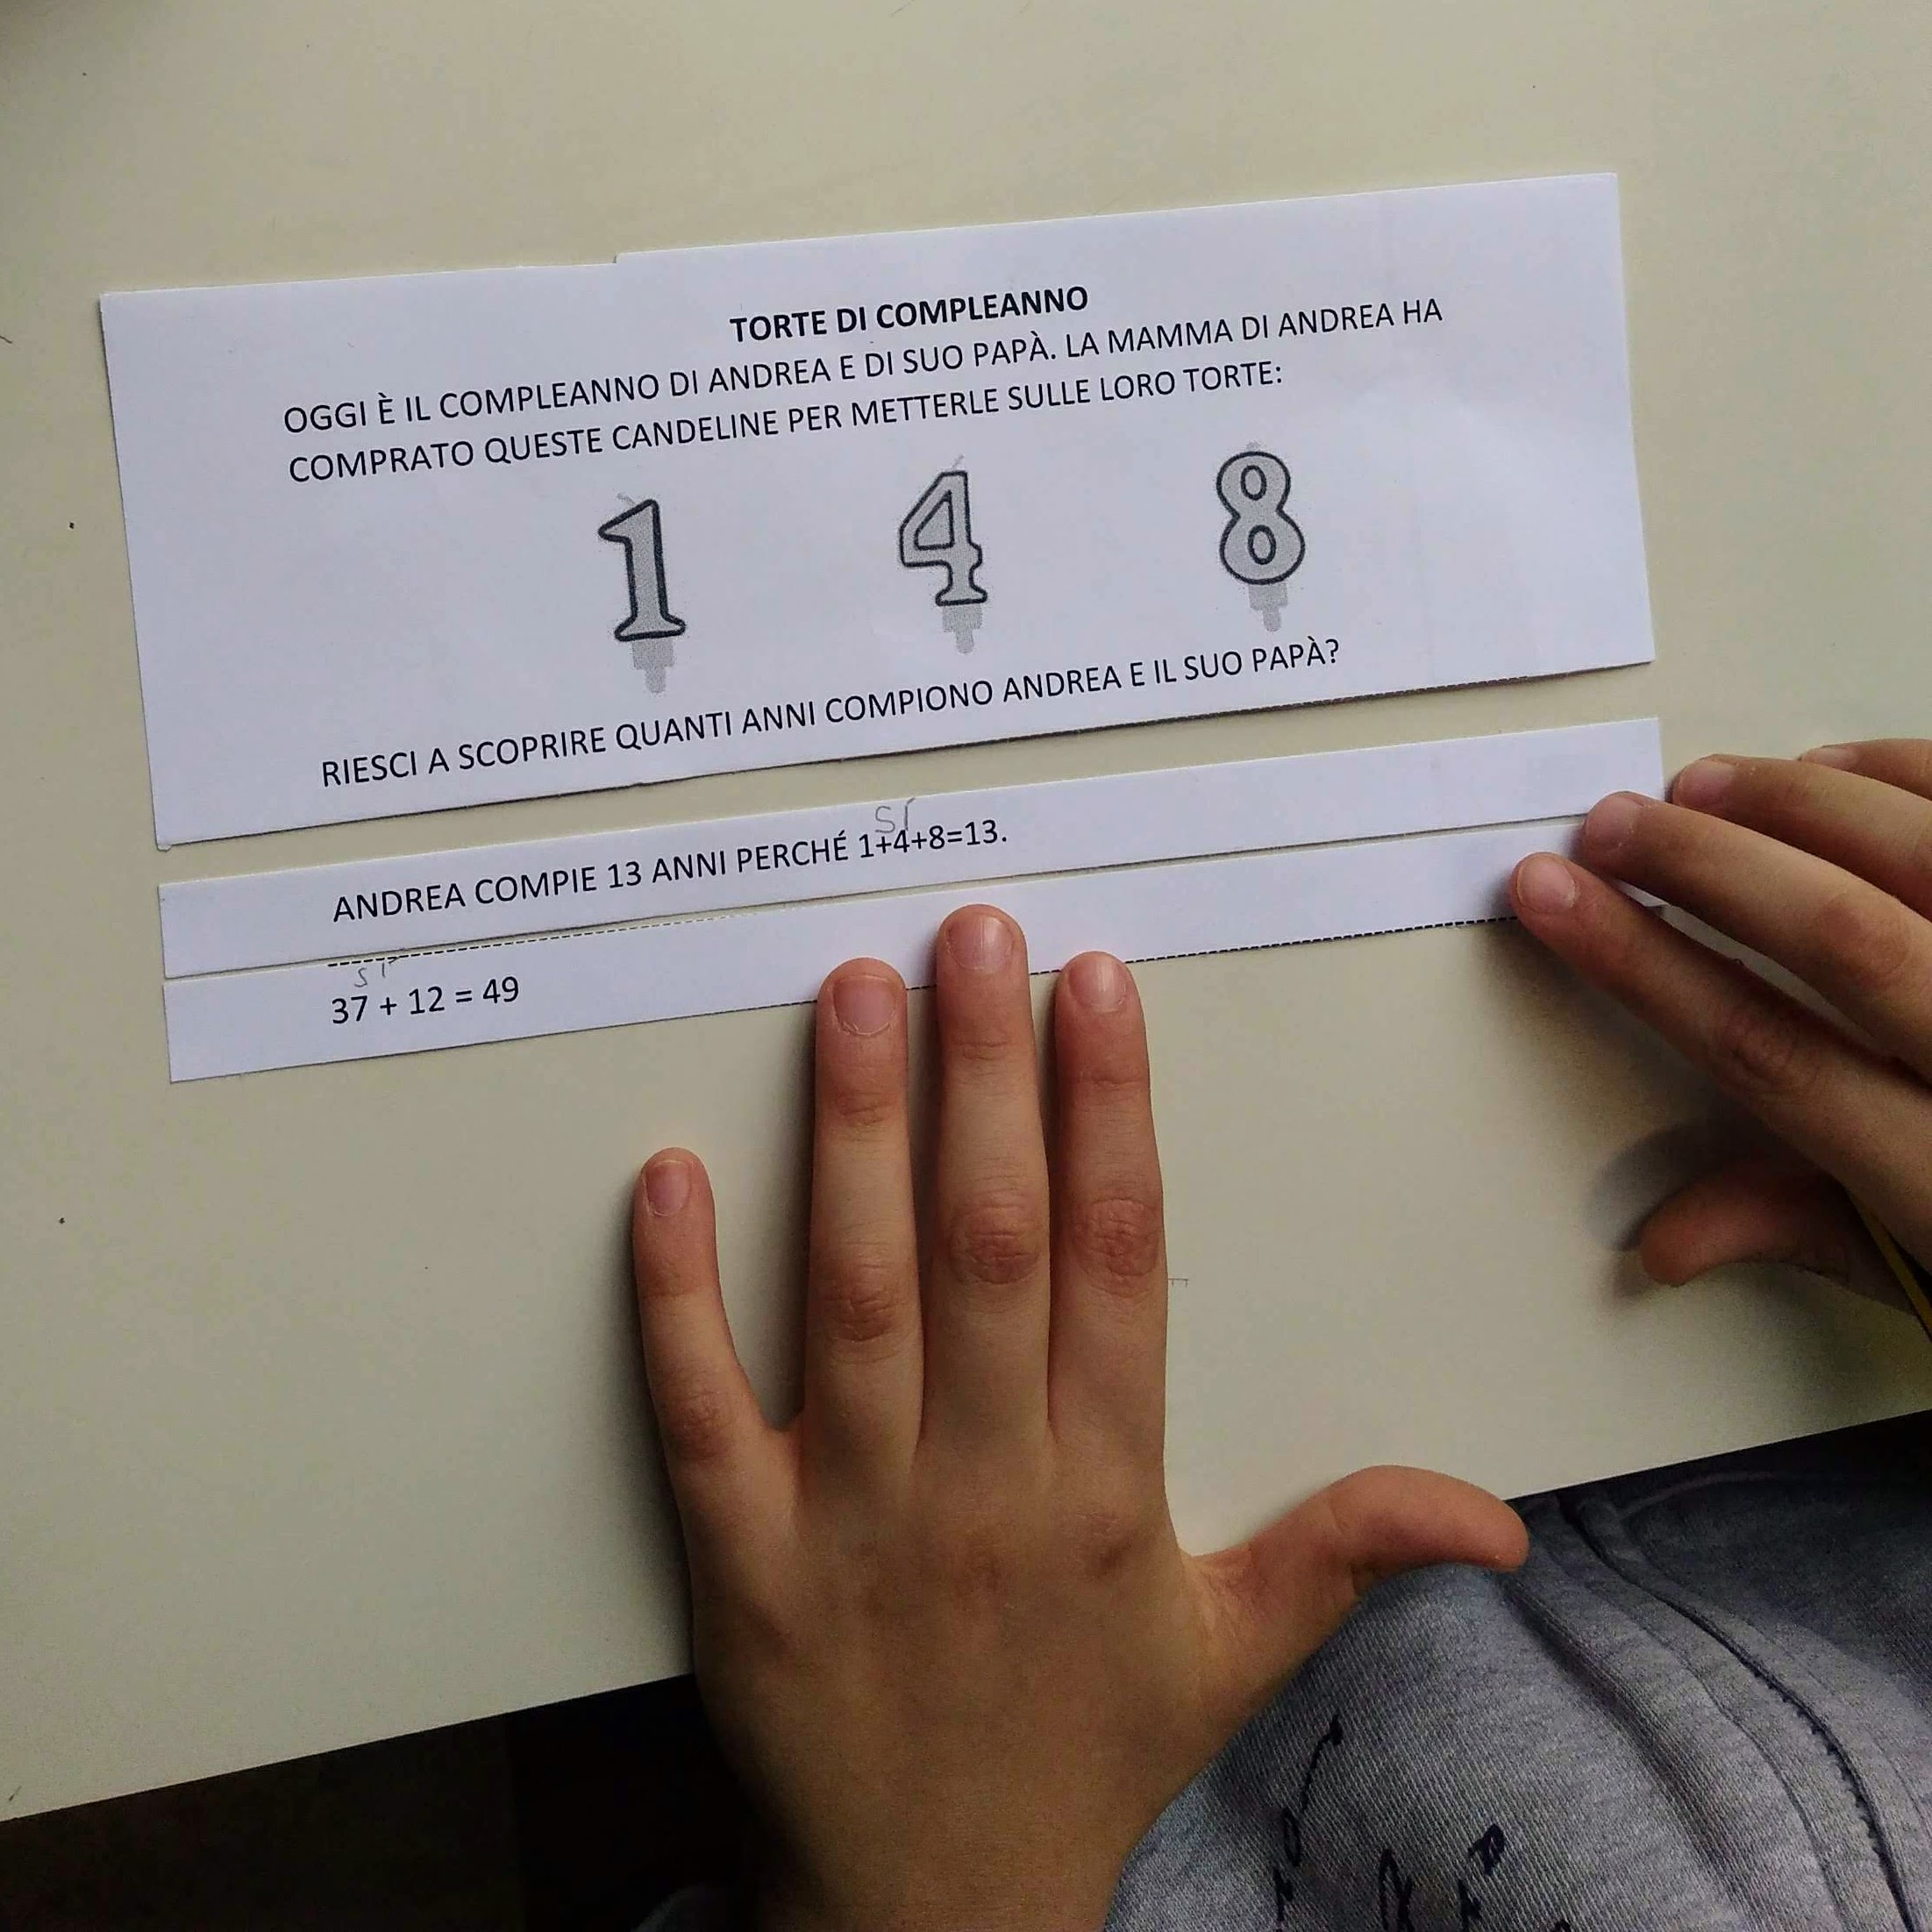 TORTE DI COMPLEANNO
OGGI È IL COMPLEANNO DI ANDREA E DI SUO PAPÀ. LA MAMMA DI ANDREA HA
COMPRATO QUESTE CANDELINE PER METTERLE SULLE LORO TORTE:
1 4 8
RIESCI A SCOPRIRE QUANTI ANNI COMPIONO ANDREA E IL SUO PAPÀ?
SÍ
ANDREA COMPIE 13 ANNI PERCHÉ 1+4+8=13.
SI
37 + 12 = 49